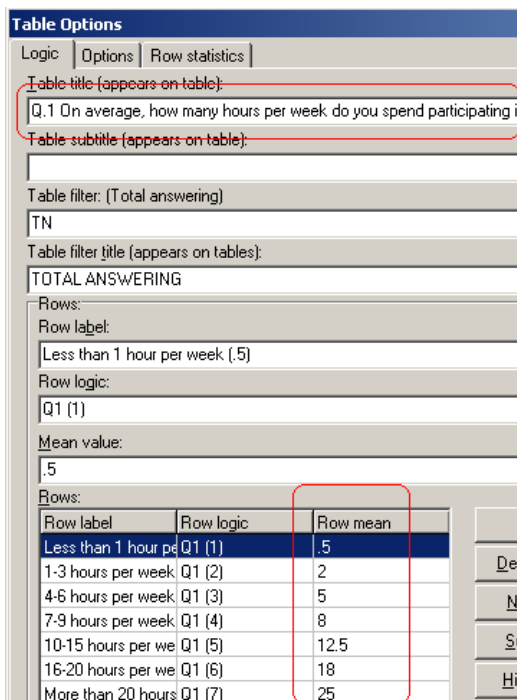 Table Options
Logic Options Row statistics
Table title (appears on table):
Q.1 On average, how many hours per week do you spend participating i
Table subtitle (appears on table):
Table filter: (Total answering)
TN
Table filter title (appears on tables):
TOTAL ANSWERING
Rows:
Row label:
Less than 1 hour per week (.5)
Row logic:
Q1 (1)
Mean value:
.5
Rows:
Row label Row logic Row mean
Less than 1 hour pe Q1 (1) .5
De
1-3 hours per week Q1 (2) 2
4-6 hours per week Q1 (3) 5
N
7-9 hours per week Q1 (4) 8
10-15 hours per we Q1 (5) 12.5
S
16-20 hours per we Q1 (6) 18
Hi
More than 20 hours Q1 (7) 25